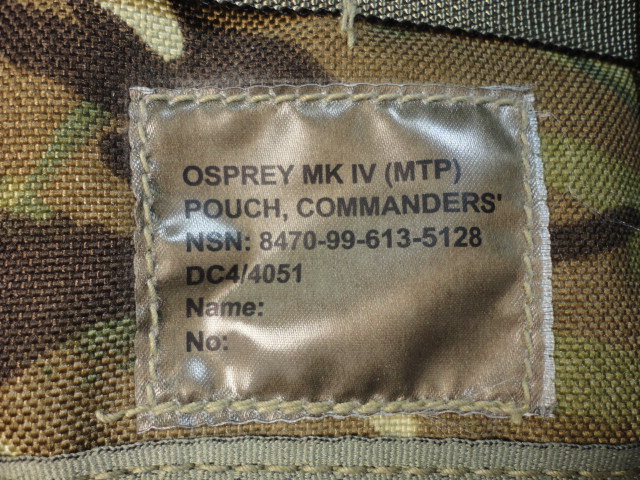 OSPREY MK IV (MTP)
POUCH, COMMANDERS'
NSN: 8470-99-613-5128
DC4/4051
Name:
No: